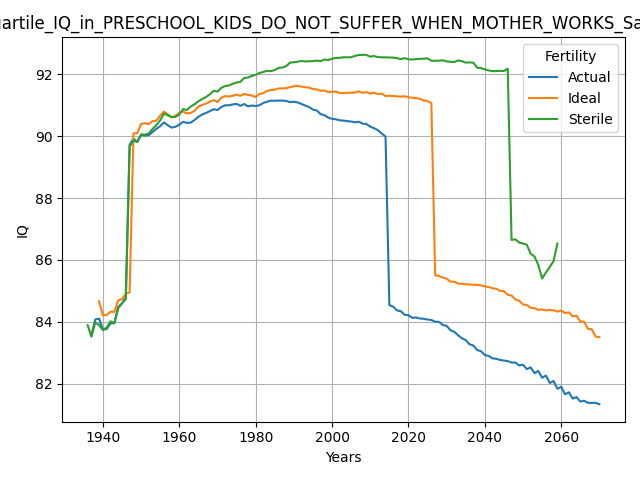 artile_IQ_in_PRESCHOOL_KIDS_DO_NOT_SUFFER_WHEN_MOTHER_WORKS_Sa
Fertility
Actual
Ideal
Sterile
IQ
92
90
88
86
84
82
1940
1960
1980
2000
2020
2040
2060
Years